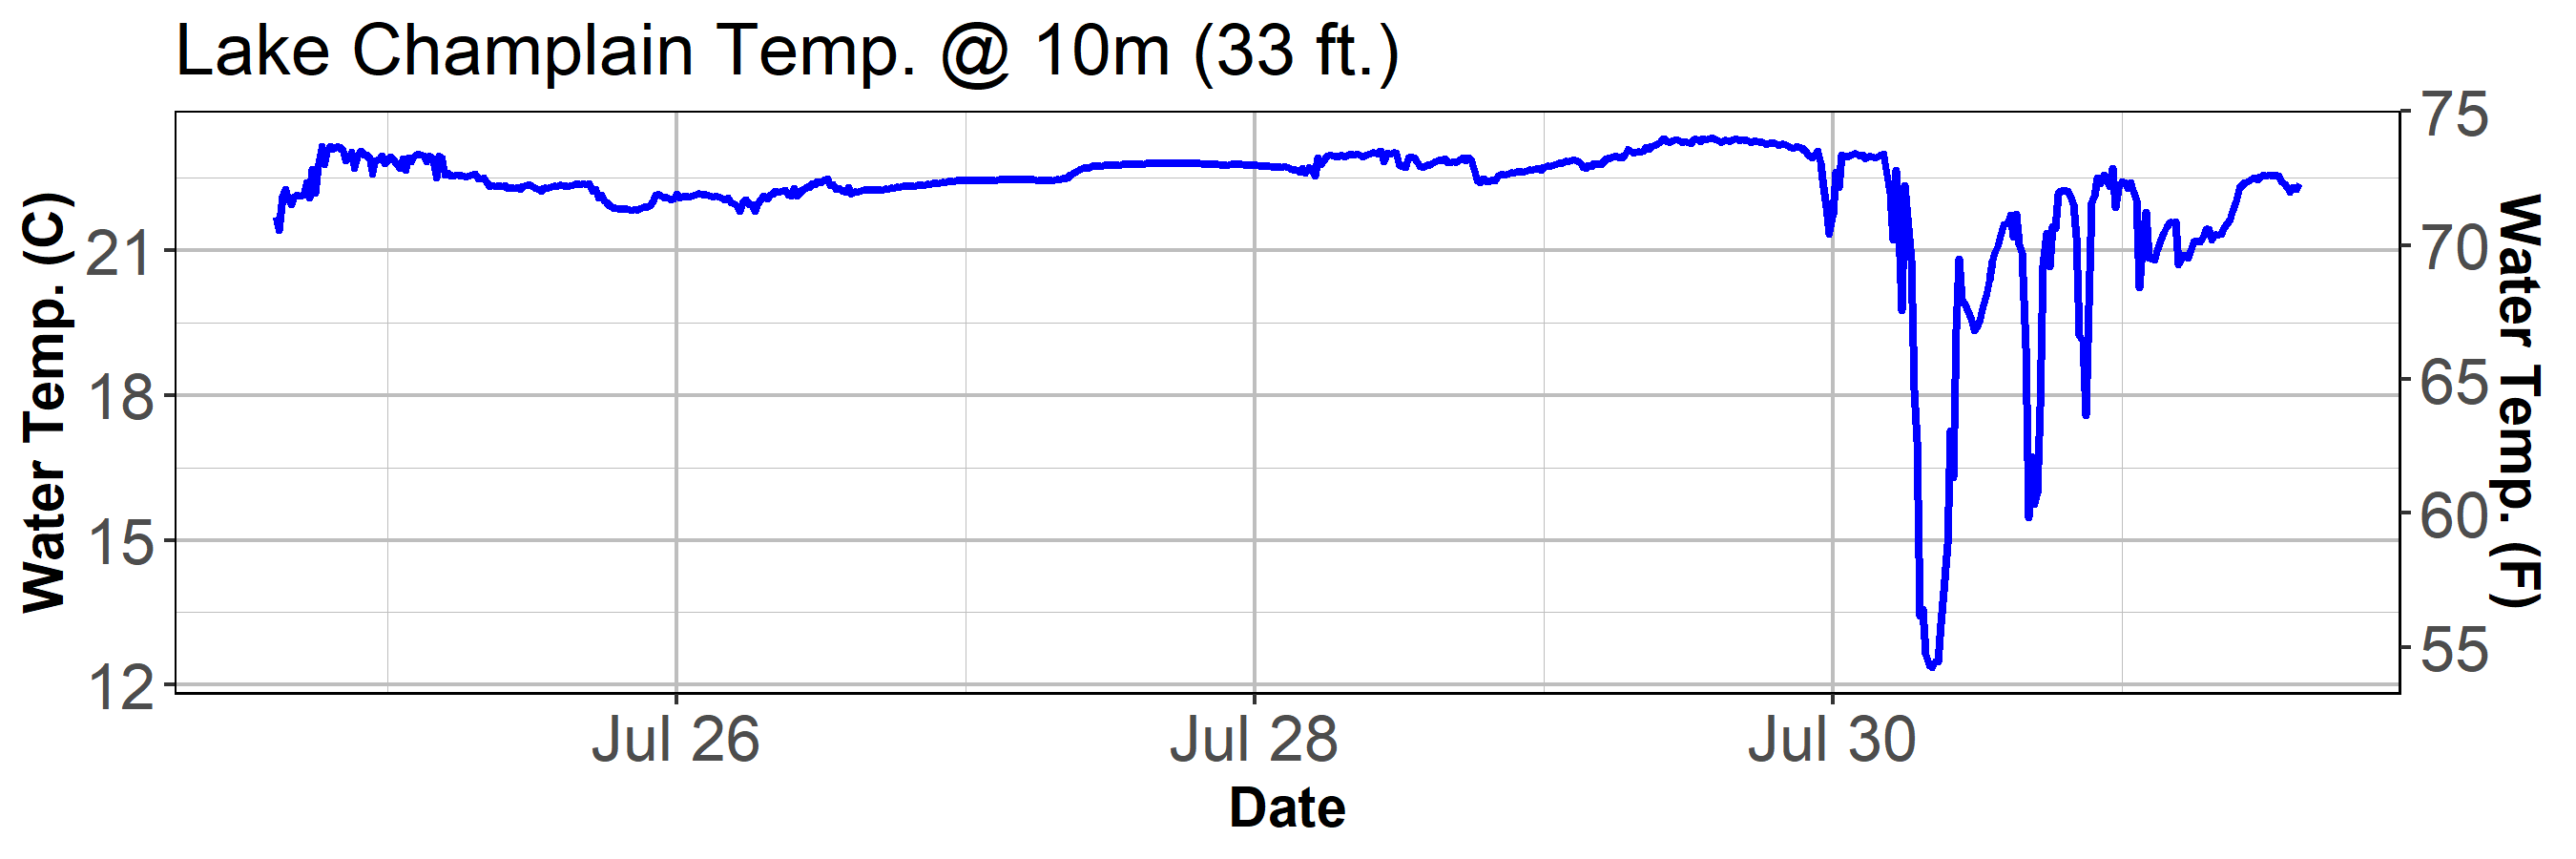 Lake Champlain Temp. @ 10m (33 ft.)
Water Temp. (C)
21
18
15
12
75
70
65
60
55
Water Temp. (F)
Jul 26
Jul 28
Jul 30
Date